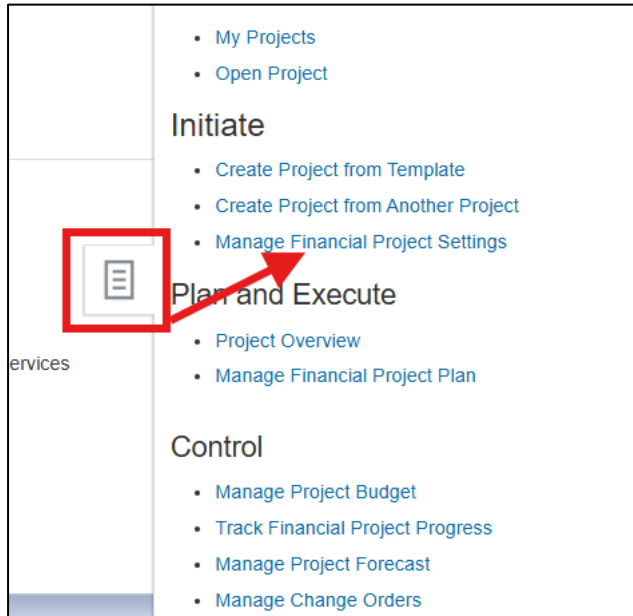 My Projects
Open Project
Initiate
Create Project from Template
Create Project from Another Project
Manage Financial Project Settings
Plan and Execute
ervices
Project Overview
Manage Financial Project Plan
Control
Manage Project Budget
Track Financial Project Progress
Manage Project Forecast
Manage Change Orders